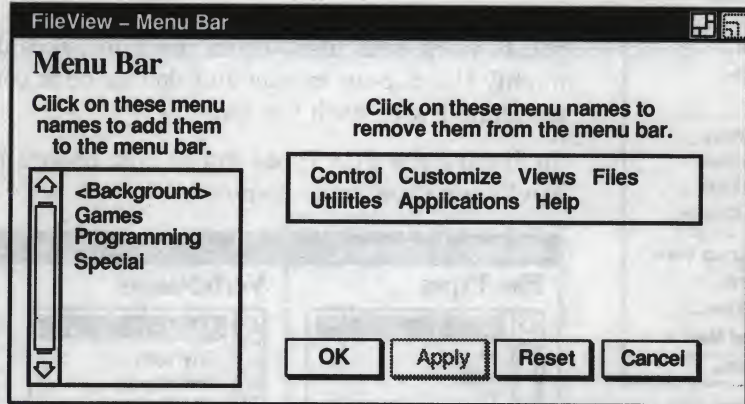 FileView – Menu Bar
Menu Bar
Click on these menu
names to add them
to the menu bar.
<Background>
Games
Programming
Special
Click on these menu names to
remove them from the menu bar.
Control Customize Views Files
Utilities Applications Help
OK Apply Reset Cancel